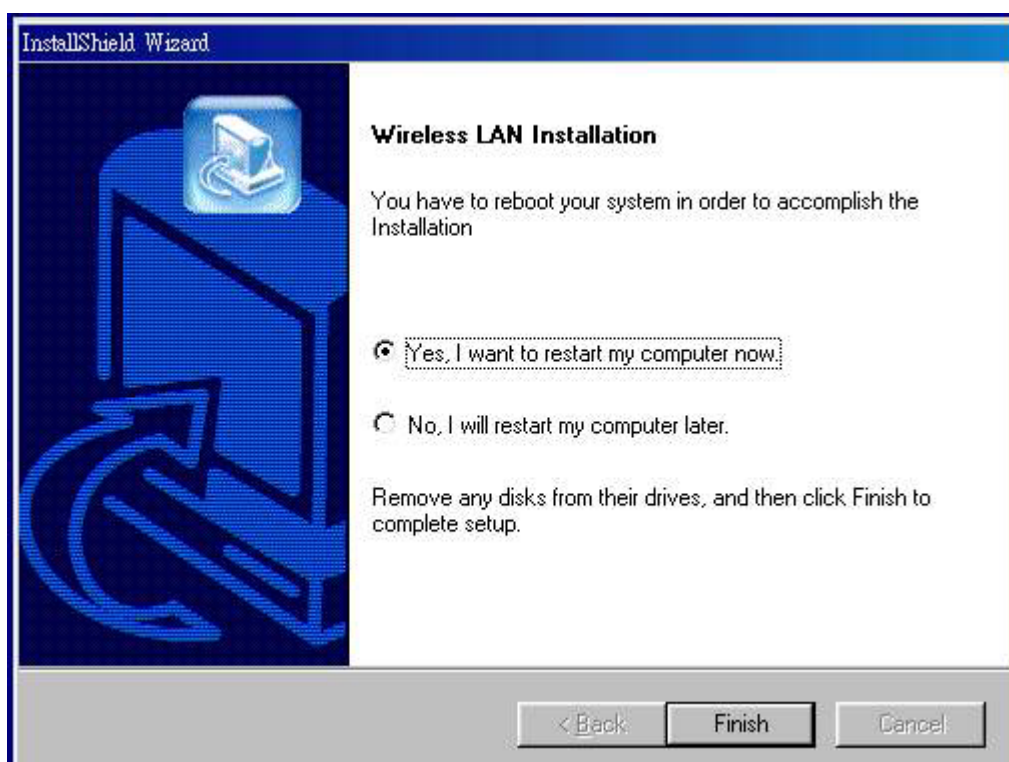 InstallShield Wizard
Wireless LAN Installation
You have to reboot your system in order to accomplish the
Installation
Yes, I want to restart my computer now.
No, I will restart my computer later.
Remove any disks from their drives, and then click Finish to
complete setup.
< Back
Finish
Cancel